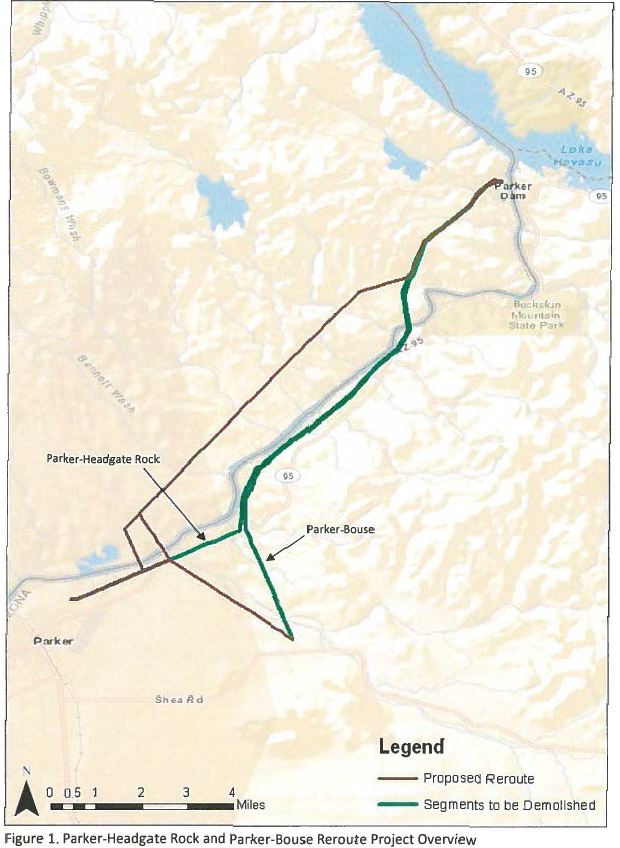 Whipp
95
AZ-95
Lake
Havasu
Parker
Dam
95
Bowmans Wash
Buckskin
Mountain
State Park
AZ-95
Bennett Wash
Parker-Headgate Rock
95
Parker-Bouse
ONA
Parker
Shea Rd
Legend
Proposed Reroute
Segments to be Demolished
N
0 0.5 1 2 3 4
Miles
Figure 1. Parker-Headgate Rock and Parker-Bouse Reroute Project Overview